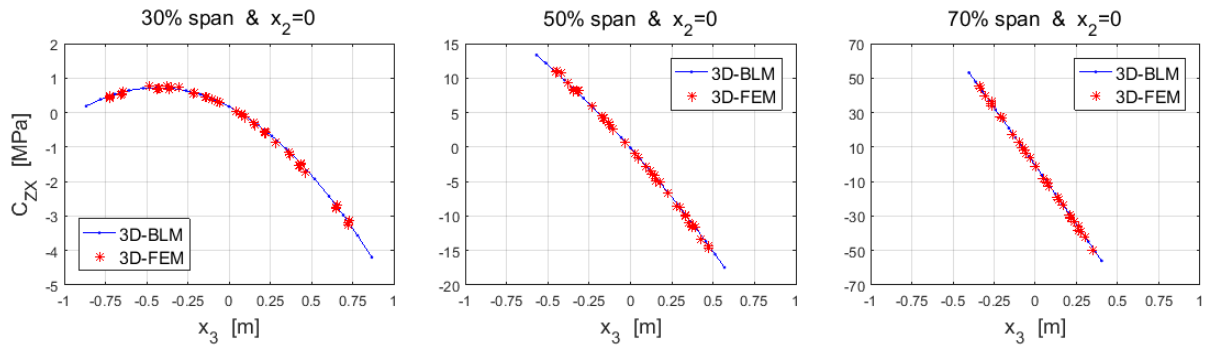 30% span & x2=0
2
1
0
-1
-2
-3
-4
-5
CZX [MPa]
3D-BLM
3D-FEM
-1 -0.75 -0.5 -0.25 0 0.25 0.5 0.75 1
x3 [m]
50% span & x2=0
15
10
5
0
-5
-10
-15
-20
3D-BLM
3D-FEM
-1 -0.75 -0.5 -0.25 0 0.25 0.5 0.75 1
x3 [m]
70% span & x2=0
70
50
30
10
-10
-30
-50
-70
3D-BLM
3D-FEM
-1 -0.75 -0.5 -0.25 0 0.25 0.5 0.75 1
x3 [m]